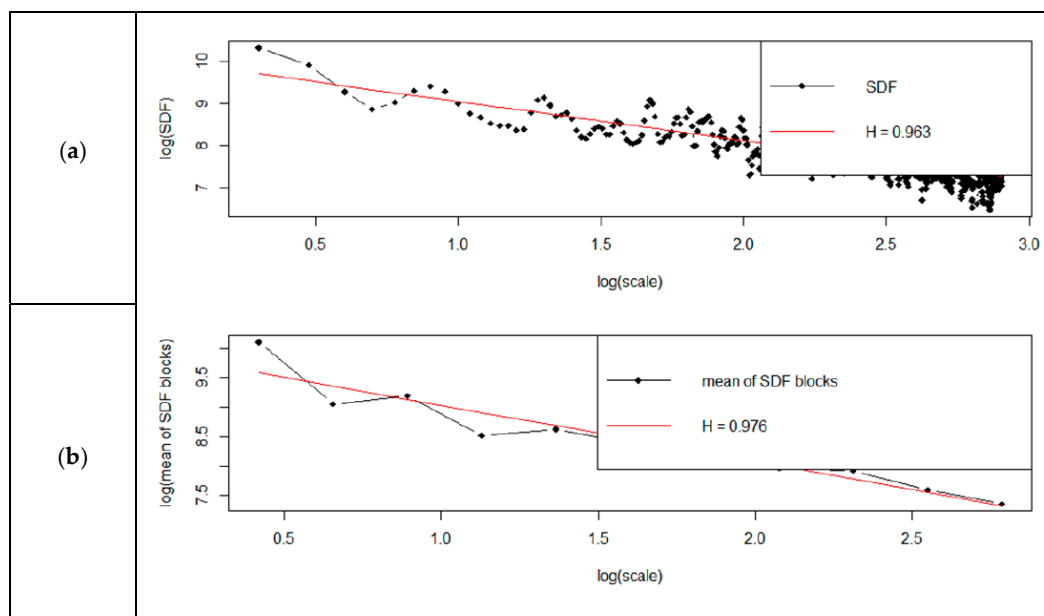 (a)
log(SDF)
10
9
8
7
SDF
H = 0.963
0.5 1.0 1.5 2.0 2.5 3.0
log(scale)
(b)
log(mean of SDF blocks)
9.5
8.5
7.5
mean of SDF blocks
H = 0.976
0.5 1.0 1.5 2.0 2.5
log(scale)